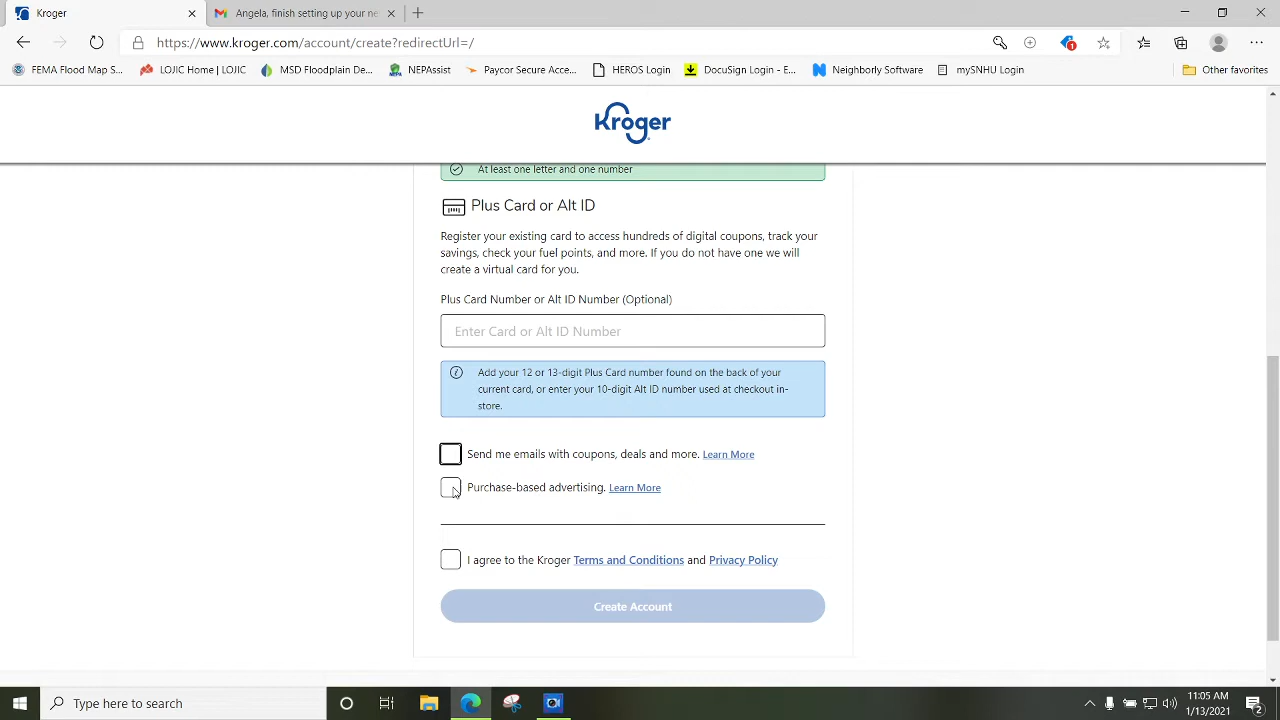 Kroger
Angela, finish setting up your ne
https://www.kroger.com/account/create?redirectUrl=/
1
FEMA Flood Map S...
LOJIC Home | LOJIC
MSD Floodplain De...
NEPAssist
Paycor Secure Acce...
HEROS Login
DocuSign Login - E...
Neighborly Software
mySNHU Login
Other favorites
Kroger
At least one letter and one number
Plus Card or Alt ID
Register your existing card to access hundreds of digital coupons, track your
savings, check your fuel points, and more. If you do not have one we will
create a virtual card for you.
Plus Card Number or Alt ID Number (Optional)
Enter Card or Alt ID Number
Add your 12 or 13-digit Plus Card number found on the back of your
current card, or enter your 10-digit Alt ID number used at checkout in-
store.
Send me emails with coupons, deals and more. Learn More
Purchase-based advertising. Learn More
I agree to the Kroger Terms and Conditions and Privacy Policy
Create Account
Type here to search
11:05 AM
1/13/2021
2